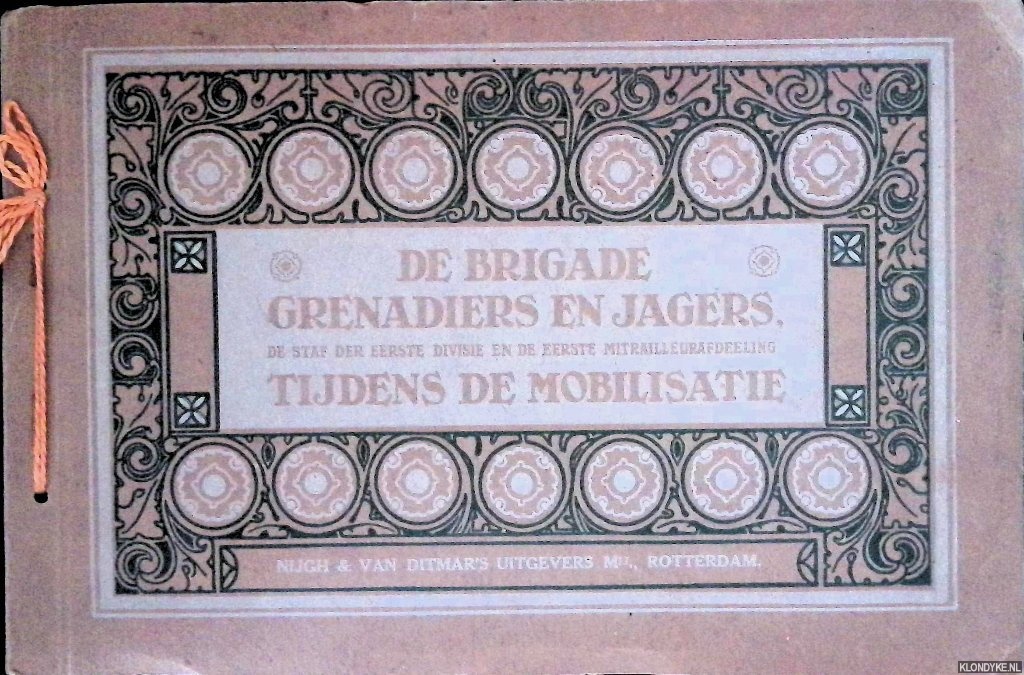 DE BRIGADE
GRENADIERS EN JAGERS,
DE STAF DER EERSTE DIVISIE EN DE EERSTE MITRAILLEURAFDEELING
TIJDENS DE MOBILISATIE
NIJGH & VAN DITMAR'S UITGEVERS Mij., ROTTERDAM.
KLONDYKE.NL